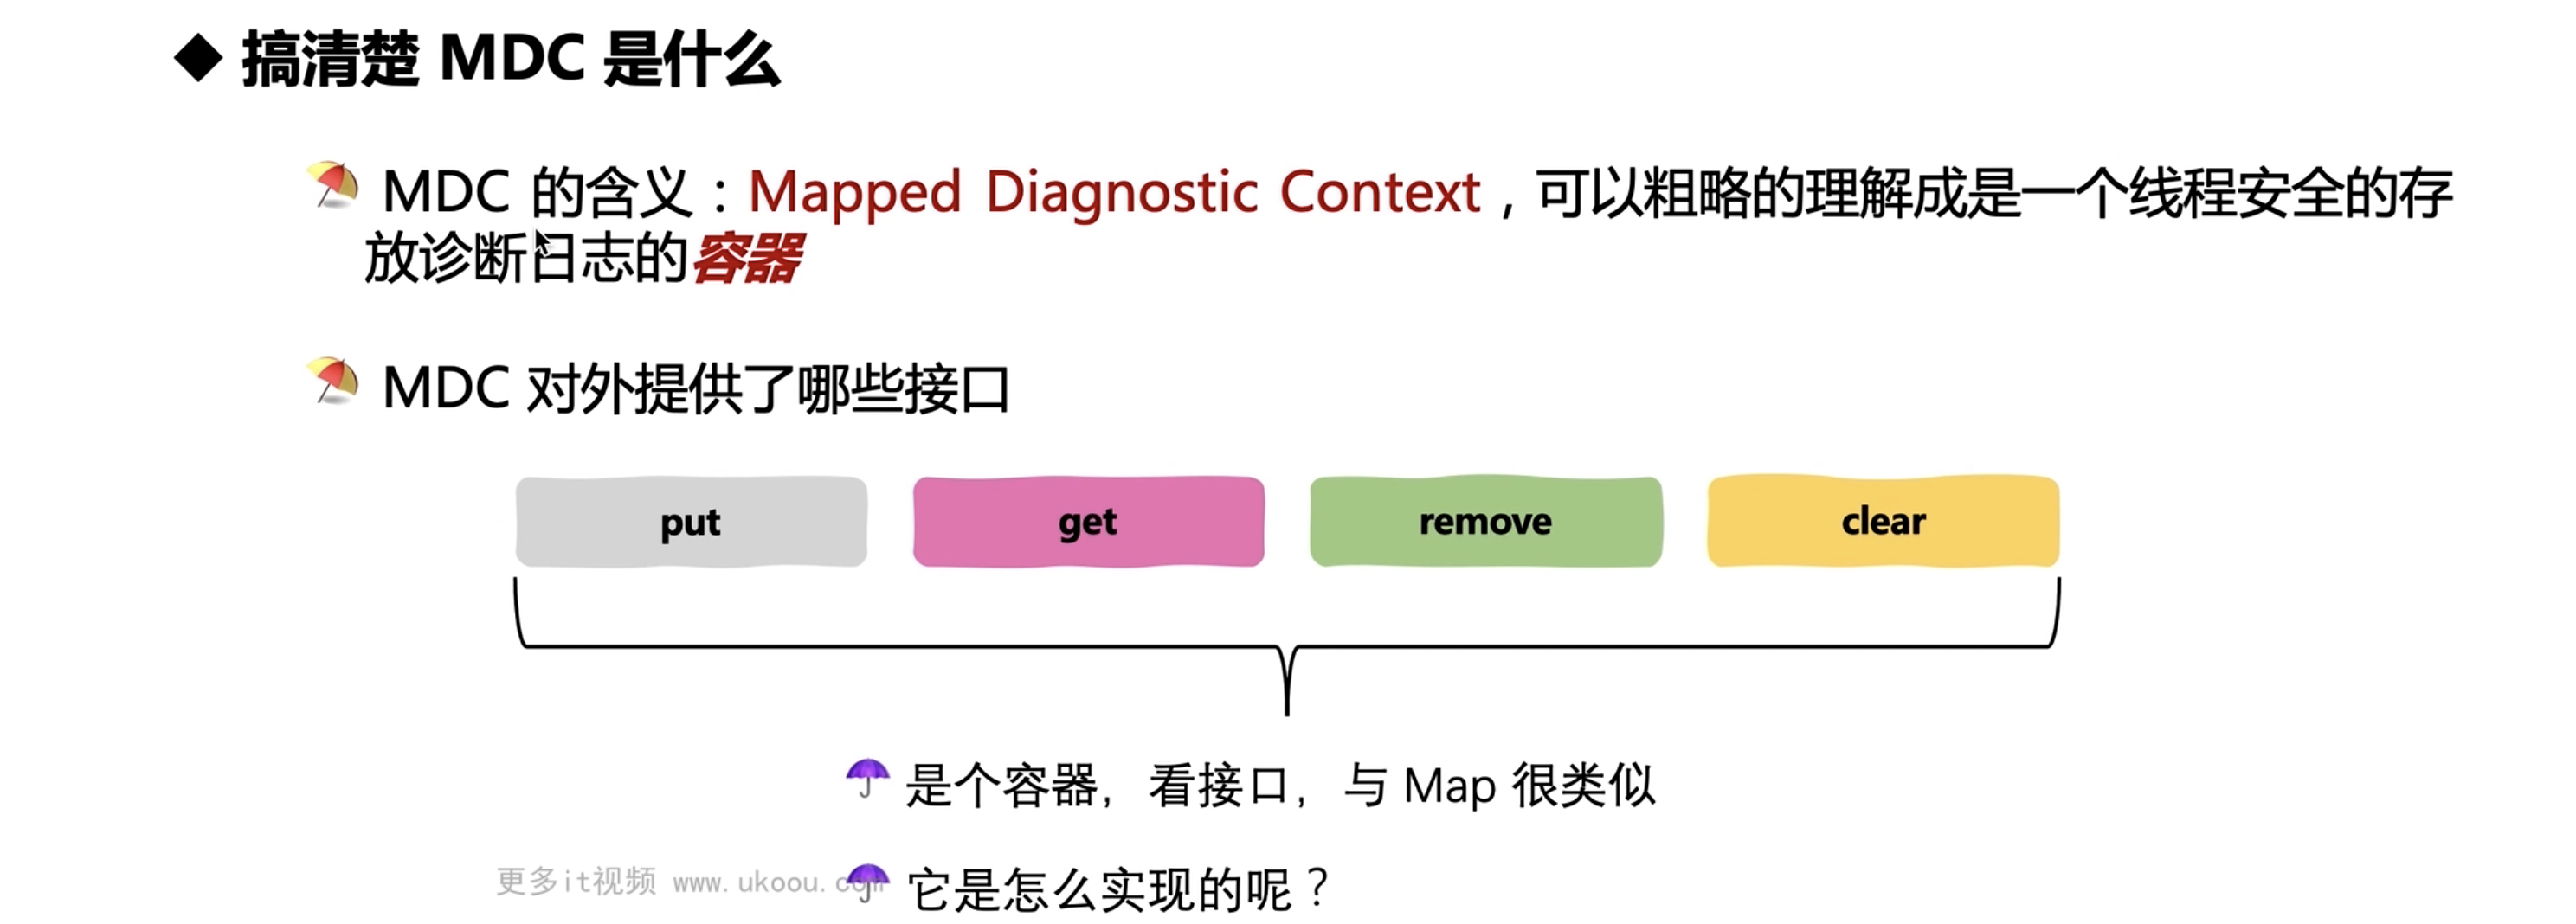 搞清楚 MDC 是什么
MDC 的含义：Mapped Diagnostic Context，可以粗略的理解成是一个线程安全的存
放诊断日志的容器
MDC 对外提供了哪些接口
put get remove clear
是个容器，看接口，与 Map 很类似
更多it视频 www.ukoou.com
它是怎么实现的呢？